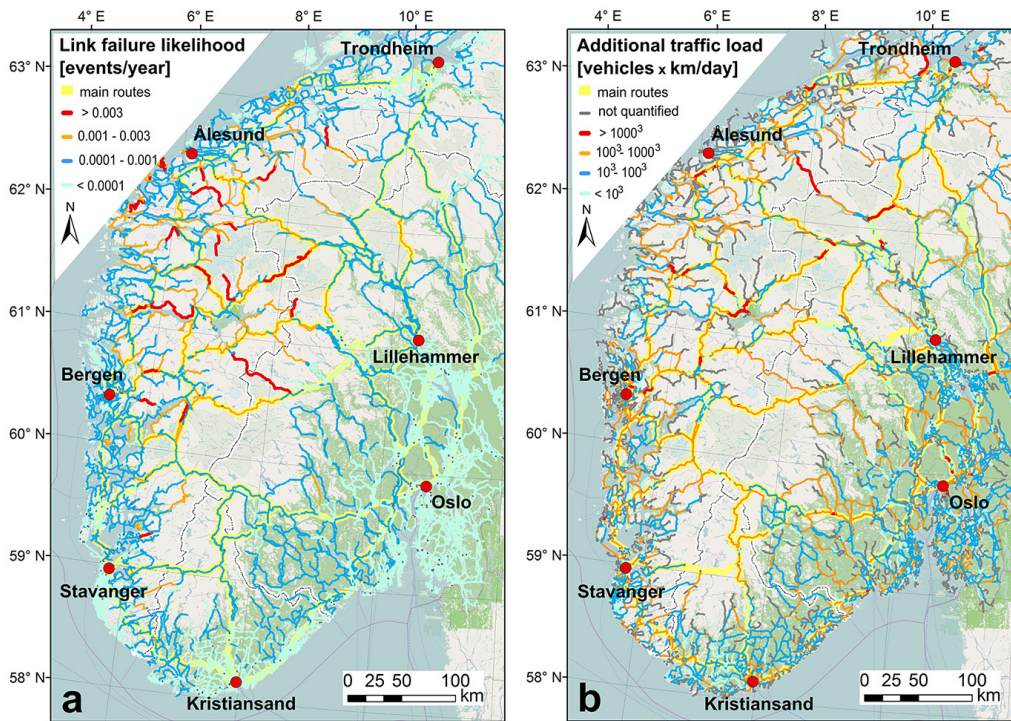 4° E
6° E
8° E
10° E
Link failure likelihood
[events/year]
main routes
> 0.003
0.001 - 0.003
0.0001 - 0.001
< 0.0001
N
63° N
62° N
61° N
60° N
59° N
58° N
Trondheim
Ålesund
Lillehammer
Bergen
Oslo
Stavanger
Kristiansand
0 25 50 100
km
a
4° E
6° E
8° E
10° E
Additional traffic load
[vehicles x km/day]
main routes
not quantified
> 1000³
100³- 1000³
10³- 100³
< 10³
N
63° N
62° N
61° N
60° N
59° N
58° N
Trondheim
Ålesund
Lillehammer
Bergen
Oslo
Stavanger
Kristiansand
0 25 50 100
km
b